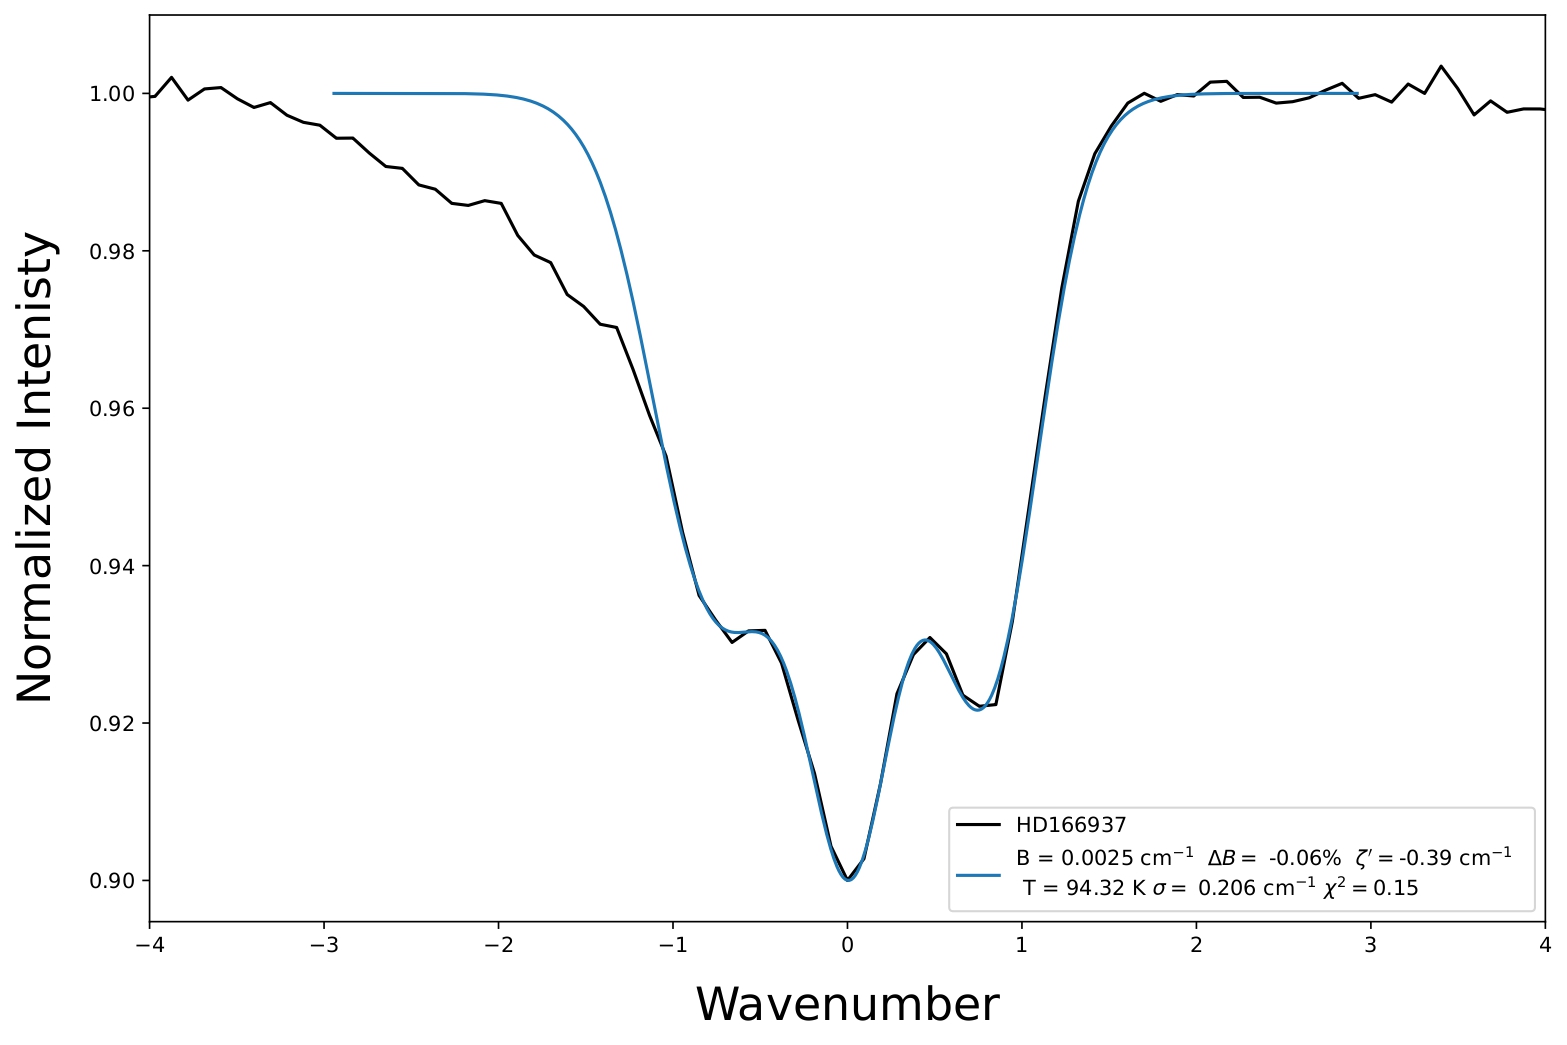 1.00
0.98
0.96
0.94
0.92
0.90
Normalized Intenisty
HD166937
B = 0.0025 cm⁻¹ ΔB = -0.06% ζ′ = -0.39 cm⁻¹
T = 94.32 K σ = 0.206 cm⁻¹ χ² = 0.15
−4 −3 −2 −1 0 1 2 3 4
Wavenumber